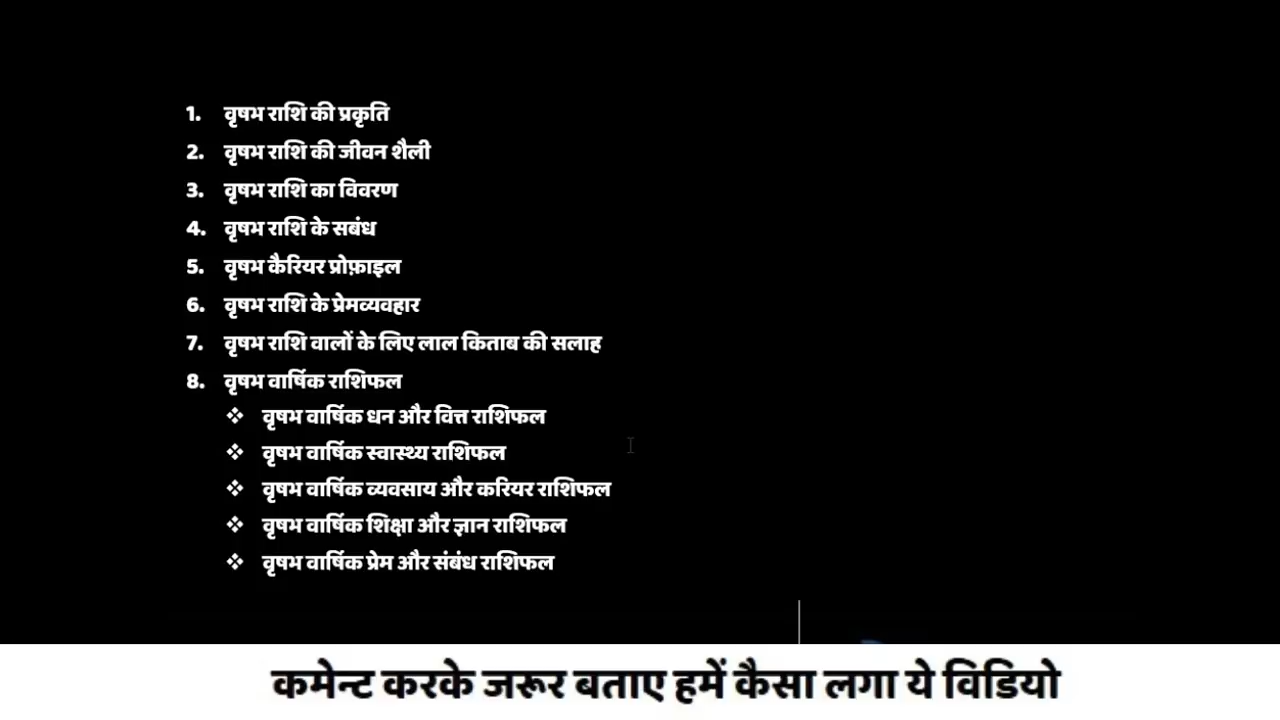 1. वृषभ राशि की प्रकृति
2. वृषभ राशि की जीवन शैली
3. वृषभ राशि का विवरण
4. वृषभ राशि के सबंध
5. वृषभ कैरियर प्रोफ़ाइल
6. वृषभ राशि के प्रेमव्यवहार
7. वृषभ राशि वालों के लिए लाल किताब की सलाह
8. वृषभ वार्षिक राशिफल
❖ वृषभ वार्षिक धन और वित्त राशिफल
❖ वृषभ वार्षिक स्वास्थ्य राशिफल
❖ वृषभ वार्षिक व्यवसाय और करियर राशिफल
❖ वृषभ वार्षिक शिक्षा और ज्ञान राशिफल
❖ वृषभ वार्षिक प्रेम और संबंध राशिफल
कमेन्ट करके जरूर बताए हमें कैसा लगा ये विडियो